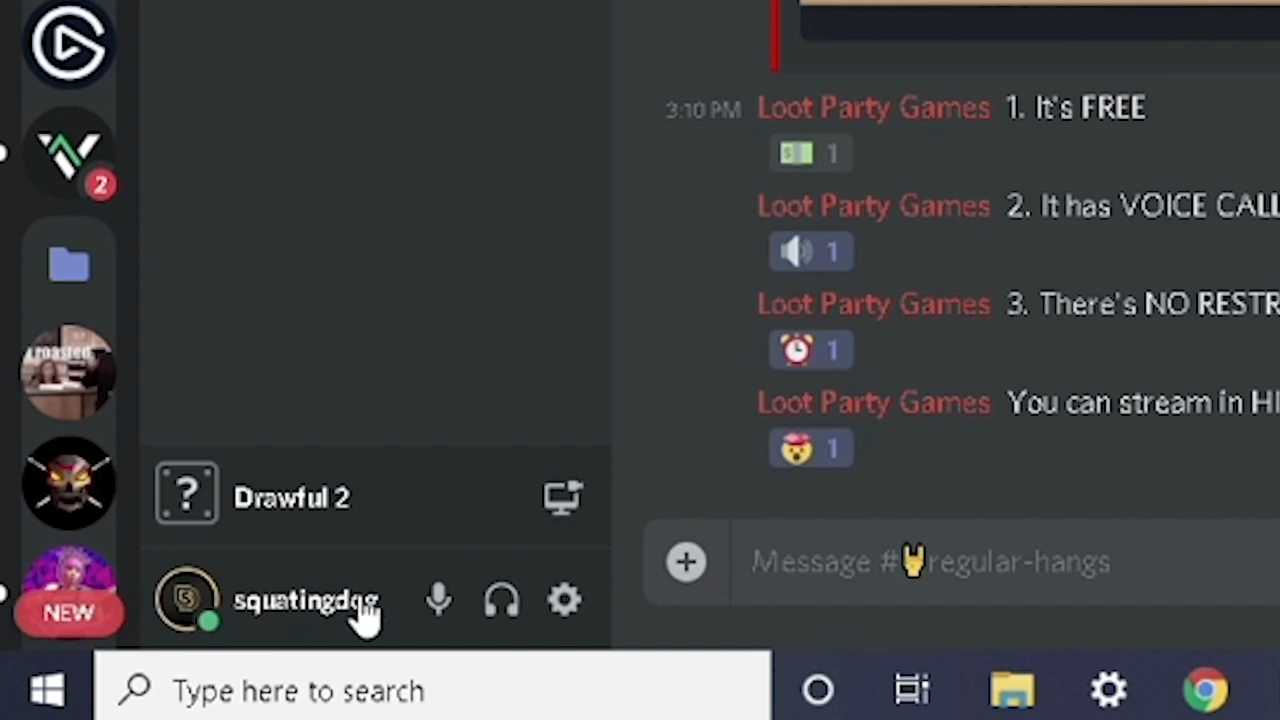 3:10 PM Loot Party Games 1. It's FREE
1
2
Loot Party Games 2. It has VOICE CALL
1
Loot Party Games 3. There's NO RESTR
1
roasted
Loot Party Games You can stream in
1
? Drawful 2
Message # regular-hangs
squatingdog
NEW
Type here to search